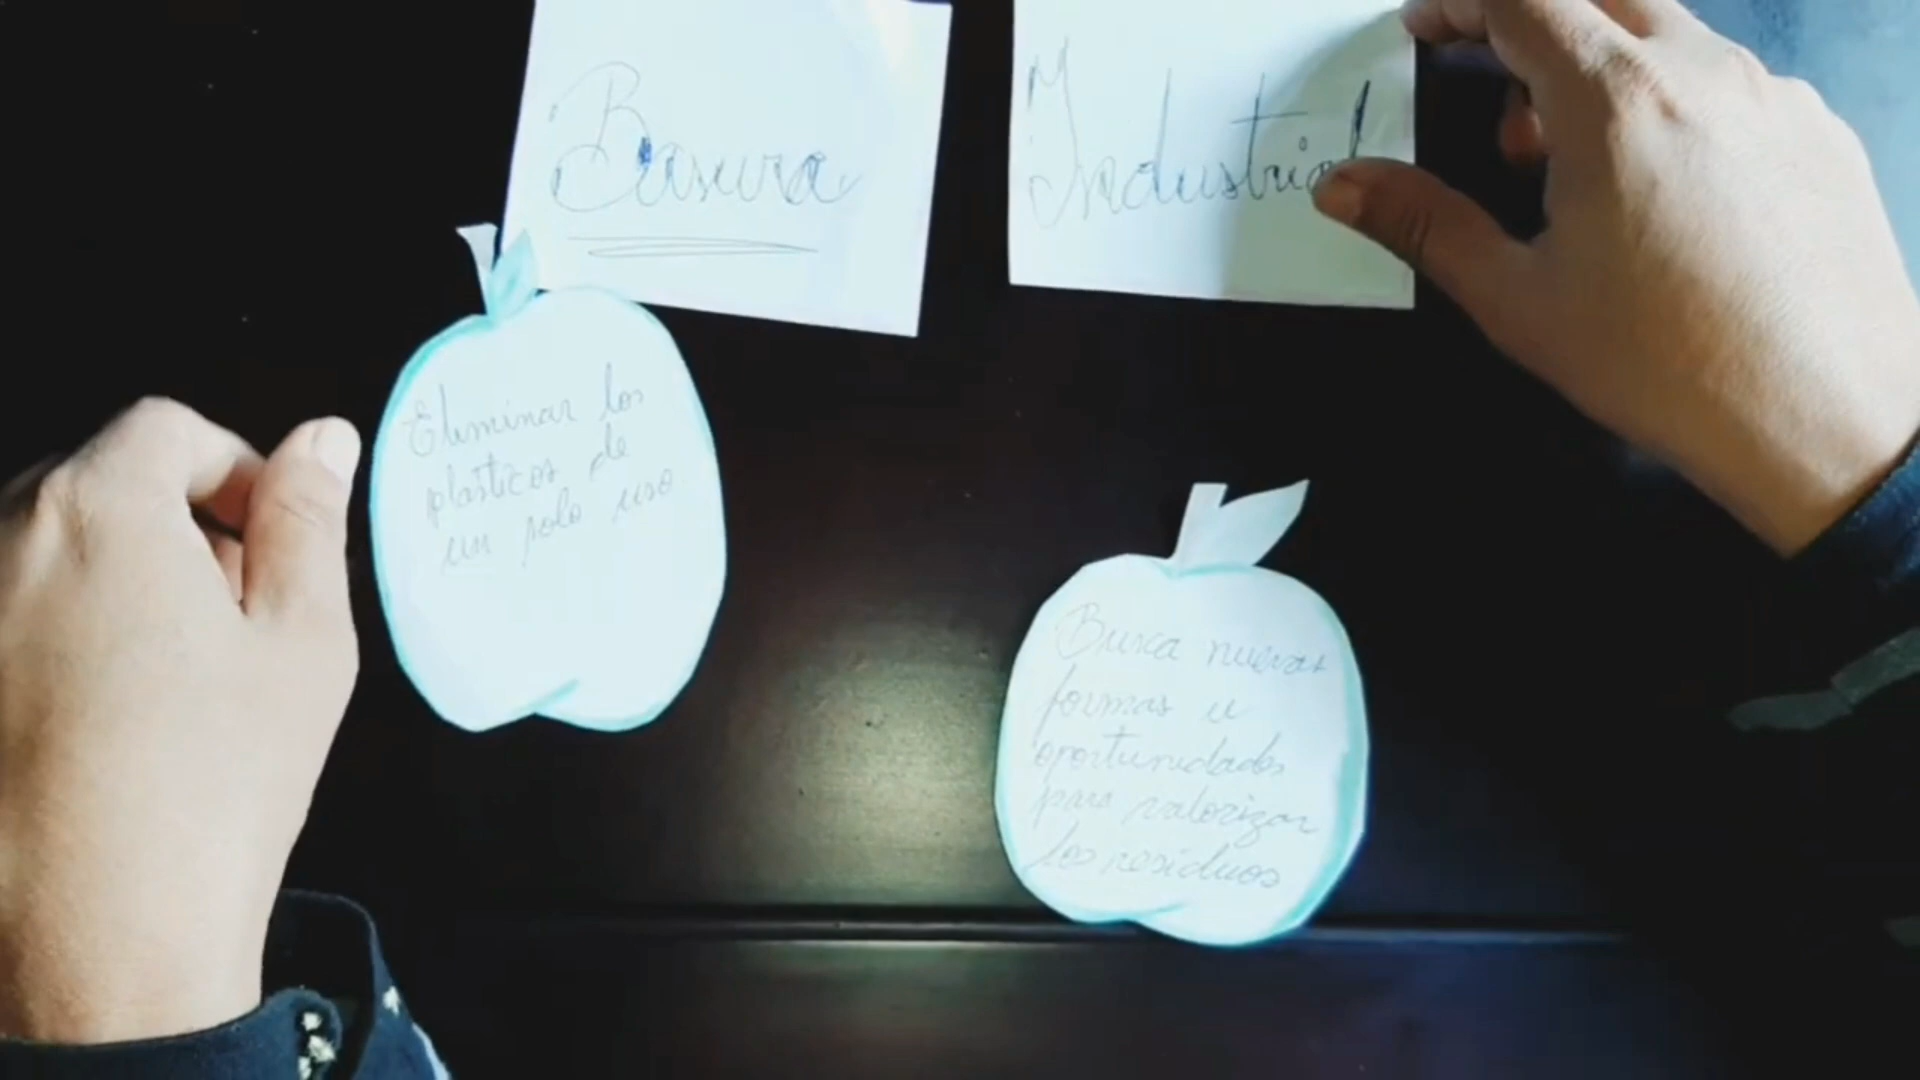 Basura
Industrial
Eliminar los
plasticos de
un solo uso
Busca nuevas
formas u
oportunidades
para valorizar
los residuos